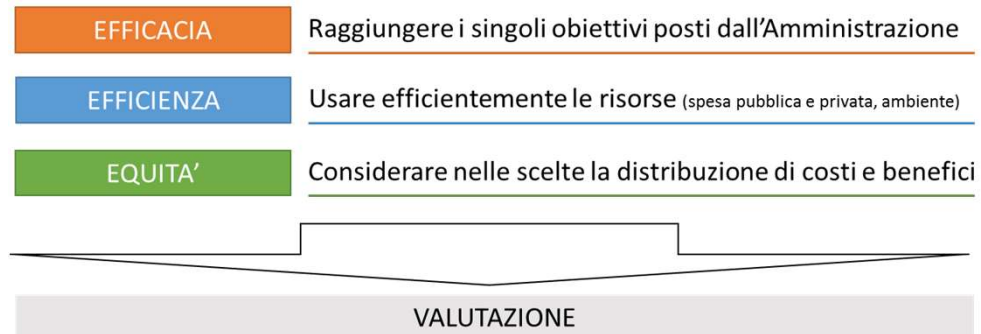 EFFICACIA Raggiungere i singoli obiettivi posti dall'Amministrazione
EFFICIENZA Usare efficientemente le risorse (spesa pubblica e privata, ambiente)
EQUITA' Considerare nelle scelte la distribuzione di costi e benefici
VALUTAZIONE